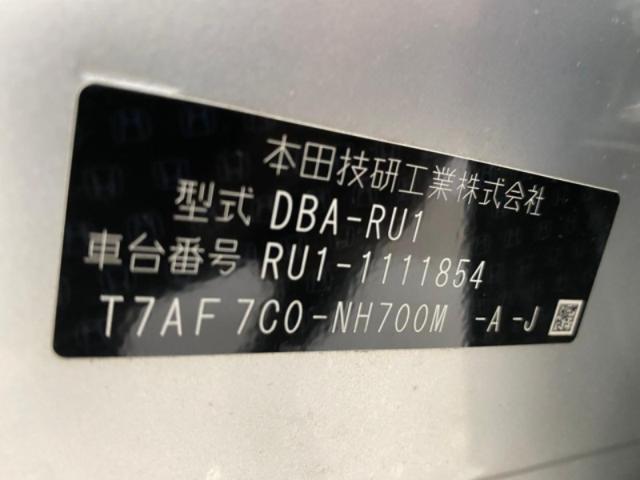 本田技研工業株式会社
型式 DBA-RU1
車台番号 RU1-1111854
T7AF 7C0-NH700M -A -J